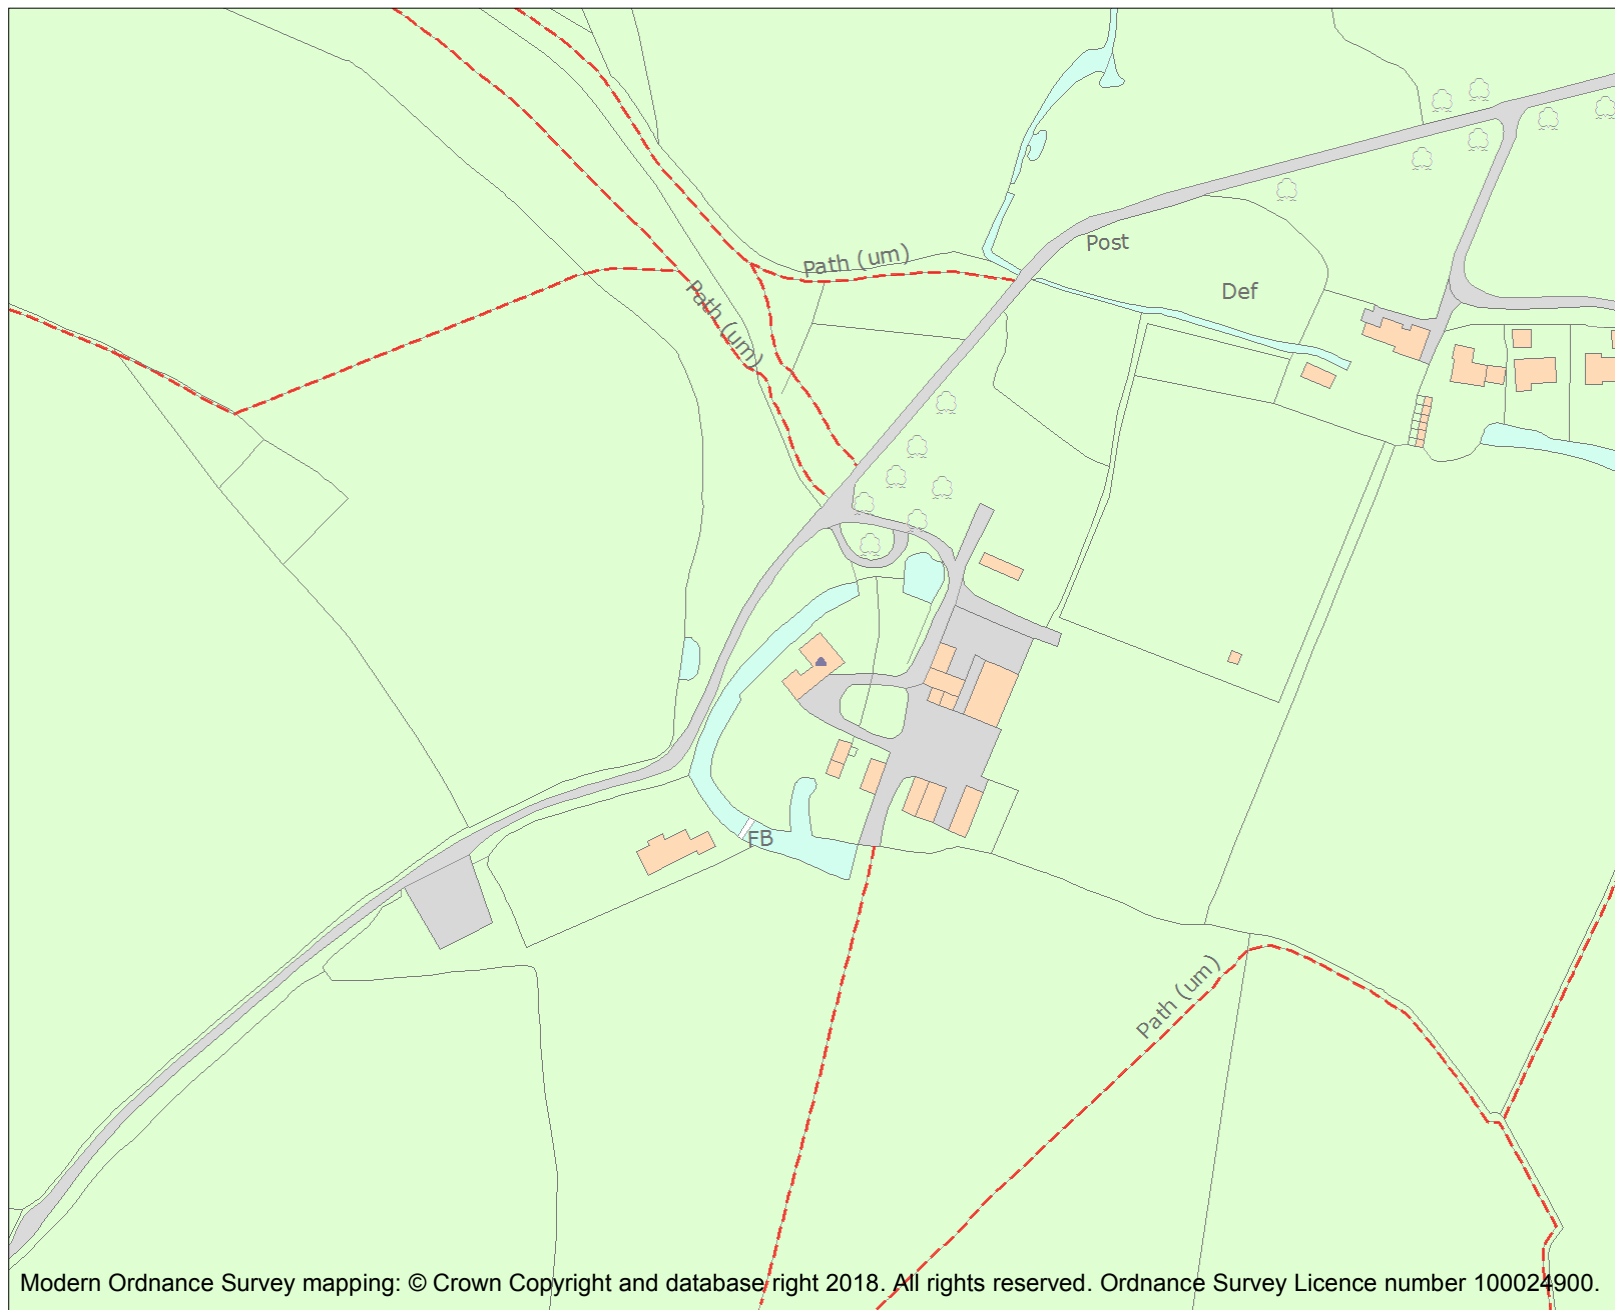 Post
Path (um)
Def
Path (um)
FB
Path (um)
Modern Ordnance Survey mapping: © Crown Copyright and database right 2018. All rights reserved. Ordnance Survey Licence number 100024900.